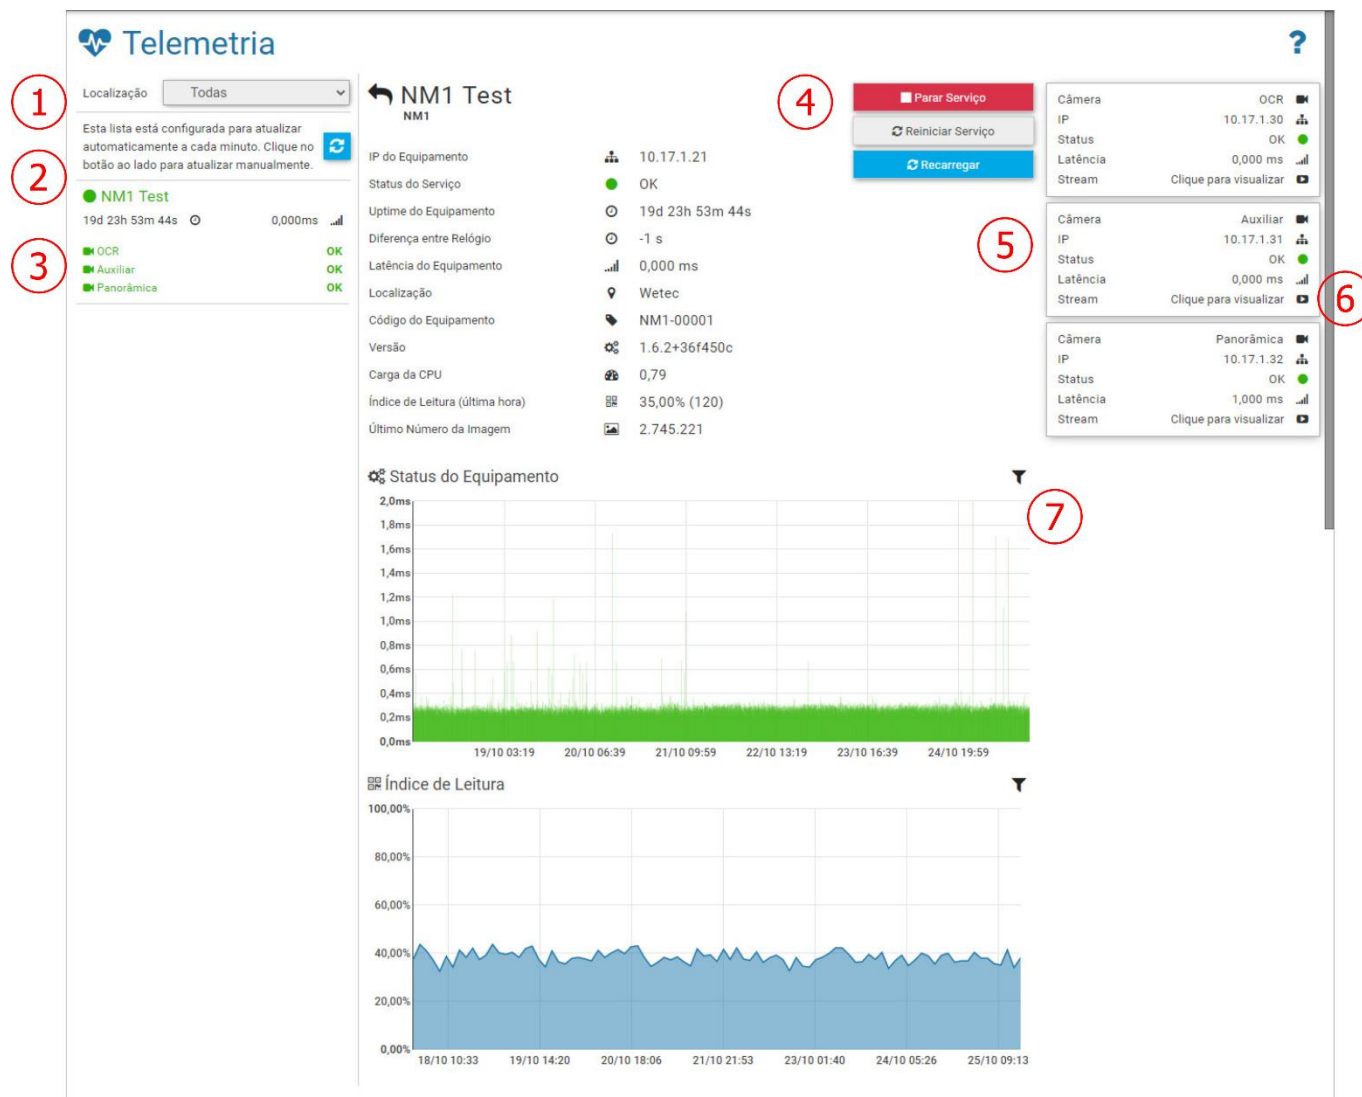 Telemetria
?
1
Localização Todas
Esta lista está configurada para atualizar
automaticamente a cada minuto. Clique no
botão ao lado para atualizar manualmente.
2
NM1 Test
19d 23h 53m 44s 0,000ms
3
OCR OK
Auxiliar OK
Panorâmica OK
NM1 Test
NM1
IP do Equipamento 10.17.1.21
Status do Serviço OK
Uptime do Equipamento 19d 23h 53m 44s
Diferença entre Relógio -1 s
Latência do Equipamento 0,000 ms
Localização Wetec
Código do Equipamento NM1-00001
Versão 1.6.2+36f450c
Carga da CPU 0,79
Índice de Leitura (última hora) 35,00% (120)
Último Número da Imagem 2.745.221
4
Parar Serviço
Reiniciar Serviço
Recarregar
Câmera OCR
IP 10.17.1.30
Status OK
Latência 0,000 ms
Stream Clique para visualizar
5
Câmera Auxiliar
IP 10.17.1.31
Status OK
Latência 0,000 ms
Stream Clique para visualizar
6
Câmera Panorâmica
IP 10.17.1.32
Status OK
Latência 1,000 ms
Stream Clique para visualizar
Status do Equipamento
7
2,0ms
1,8ms
1,6ms
1,4ms
1,2ms
1,0ms
0,8ms
0,6ms
0,4ms
0,2ms
0,0ms
19/10 03:19 20/10 06:39 21/10 09:59 22/10 13:19 23/10 16:39 24/10 19:59
Índice de Leitura
100,00%
80,00%
60,00%
40,00%
20,00%
0,00%
18/10 10:33 19/10 14:20 20/10 18:06 21/10 21:53 23/10 01:40 24/10 05:26 25/10 09:13